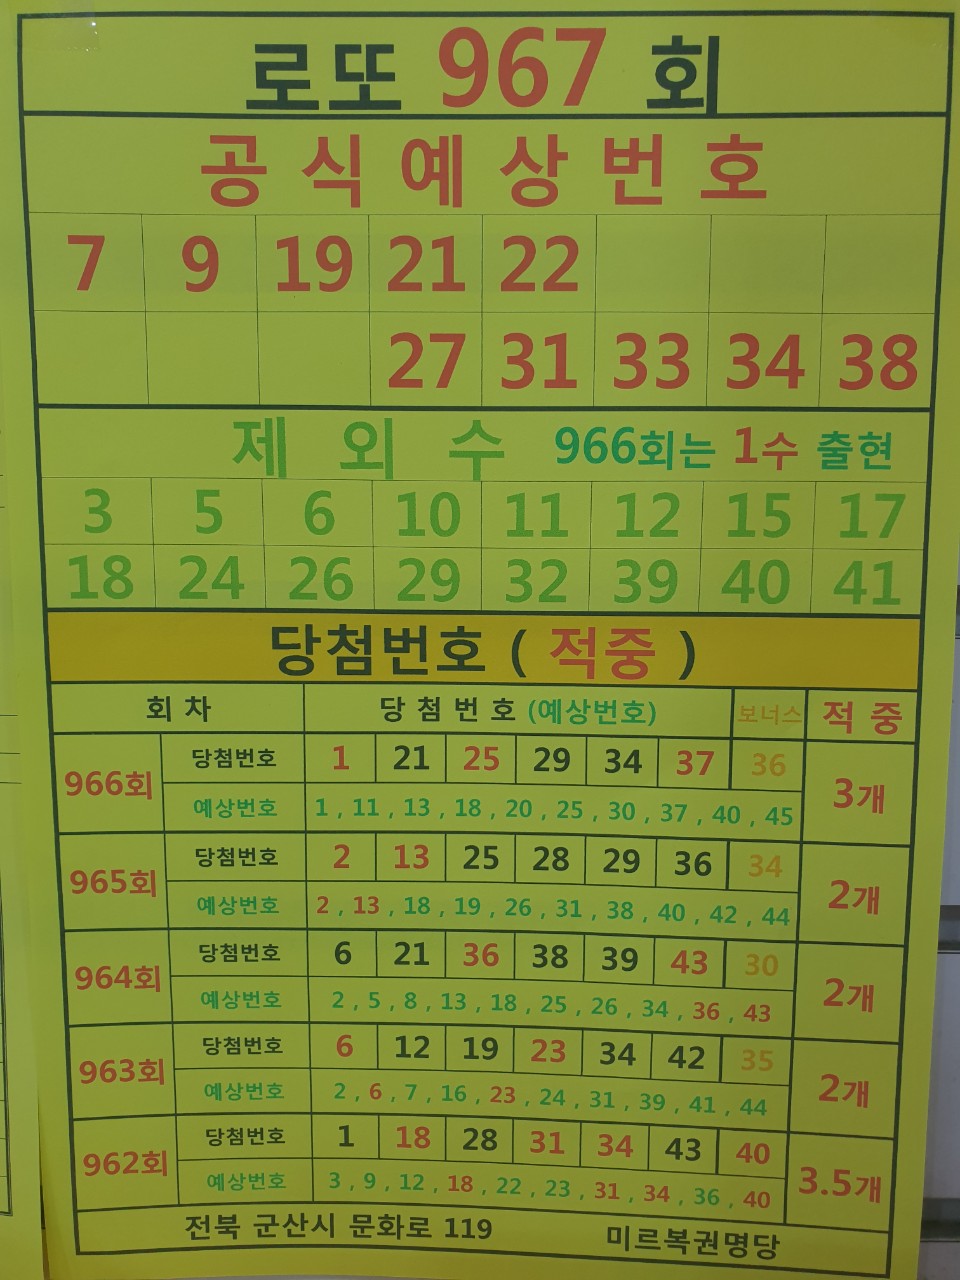 로또 967 회
공식예상번호
7 9 19 21 22
27 31 33 34 38
제 외 수 966회는 1수 출현
3 5 6 10 11 12 15 17
18 24 26 29 32 39 40 41
당첨번호 ( 적중 )
회 차 당 첨 번 호 (예상번호) 보너스 적 중
966회 당첨번호 1 21 25 29 34 37 36 3개
예상번호 1 , 11 , 13 , 18 , 20 , 25 , 30 , 37 , 40 , 45
965회 당첨번호 2 13 25 28 29 36 34 2개
예상번호 2 , 13 , 18 , 19 , 26 , 31 , 38 , 40 , 42 , 44
964회 당첨번호 6 21 36 38 39 43 30 2개
예상번호 2 , 5 , 8 , 13 , 18 , 25 , 26 , 34 , 36 , 43
963회 당첨번호 6 12 19 23 34 42 35 2개
예상번호 2 , 6 , 7 , 16 , 23 , 24 , 31 , 39 , 41 , 44
962회 당첨번호 1 18 28 31 34 43 40 3.5개
예상번호 3 , 9 , 12 , 18 , 22 , 23 , 31 , 34 , 36 , 40
전북 군산시 문화로 119 미르복권명당